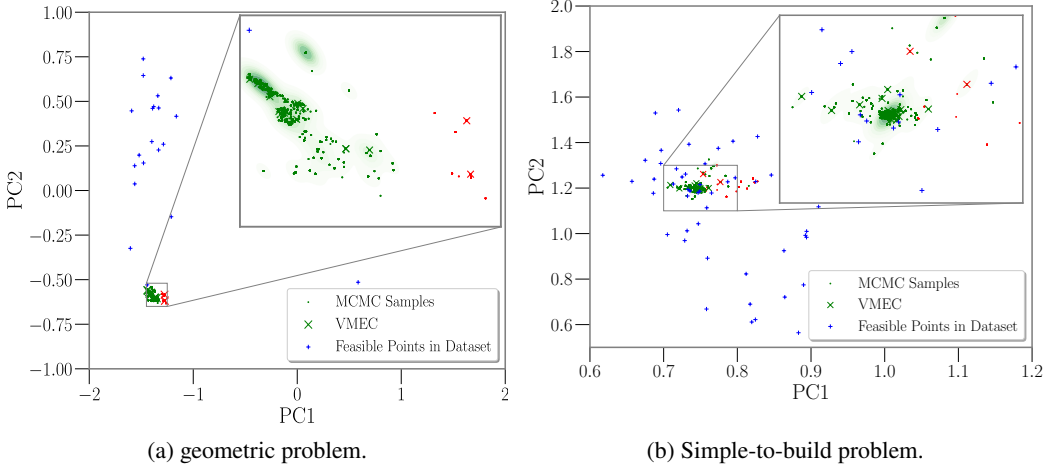 1.00
0.75
0.50
0.25
0.00
−0.25
−0.50
−0.75
−1.00
PC2
−2
−1
0
1
2
PC1
MCMC Samples
VMEC
Feasible Points in Dataset
(a) geometric problem.
2.0
1.8
1.6
1.4
1.2
1.0
0.8
0.6
PC2
0.6
0.7
0.8
0.9
1.0
1.1
1.2
PC1
MCMC Samples
VMEC
Feasible Points in Dataset
(b) Simple-to-build problem.